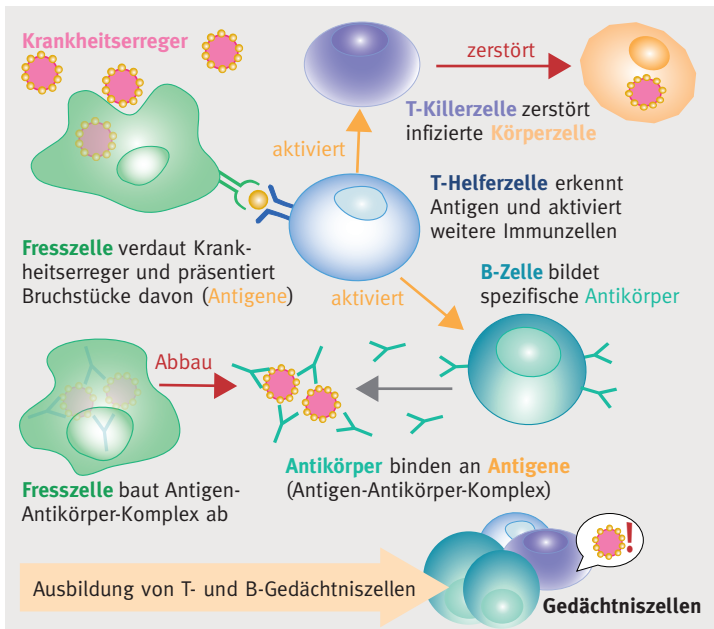 Krankheitserreger
zerstört
T-Killerzelle zerstört
infizierte Körperzelle
aktiviert
T-Helferzelle erkennt
Antigen und aktiviert
weitere Immunzellen
Fresszelle verdaut Krank-
heitserreger und präsentiert
Bruchstücke davon (Antigene)
aktiviert
B-Zelle bildet
spezifische Antikörper
Abbau
Fresszelle baut Antigen-
Antikörper-Komplex ab
Antikörper binden an Antigene
(Antigen-Antikörper-Komplex)
!
Ausbildung von T- und B-Gedächtniszellen
Gedächtniszellen